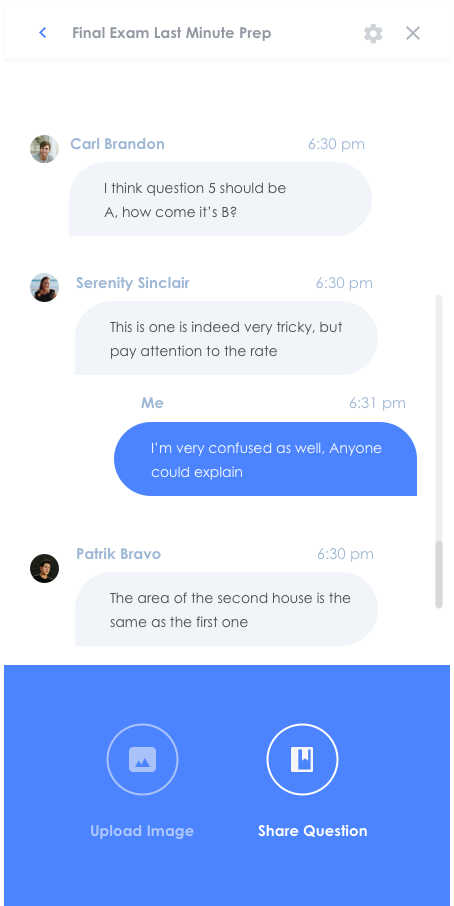 Final Exam Last Minute Prep
Carl Brandon 6:30 pm
I think question 5 should be
A, how come it’s B?
Serenity Sinclair 6:30 pm
This is one is indeed very tricky, but
pay attention to the rate
Me 6:31 pm
I’m very confused as well, Anyone
could explain
Patrik Bravo 6:30 pm
The area of the second house is the
same as the first one
Upload Image Share Question